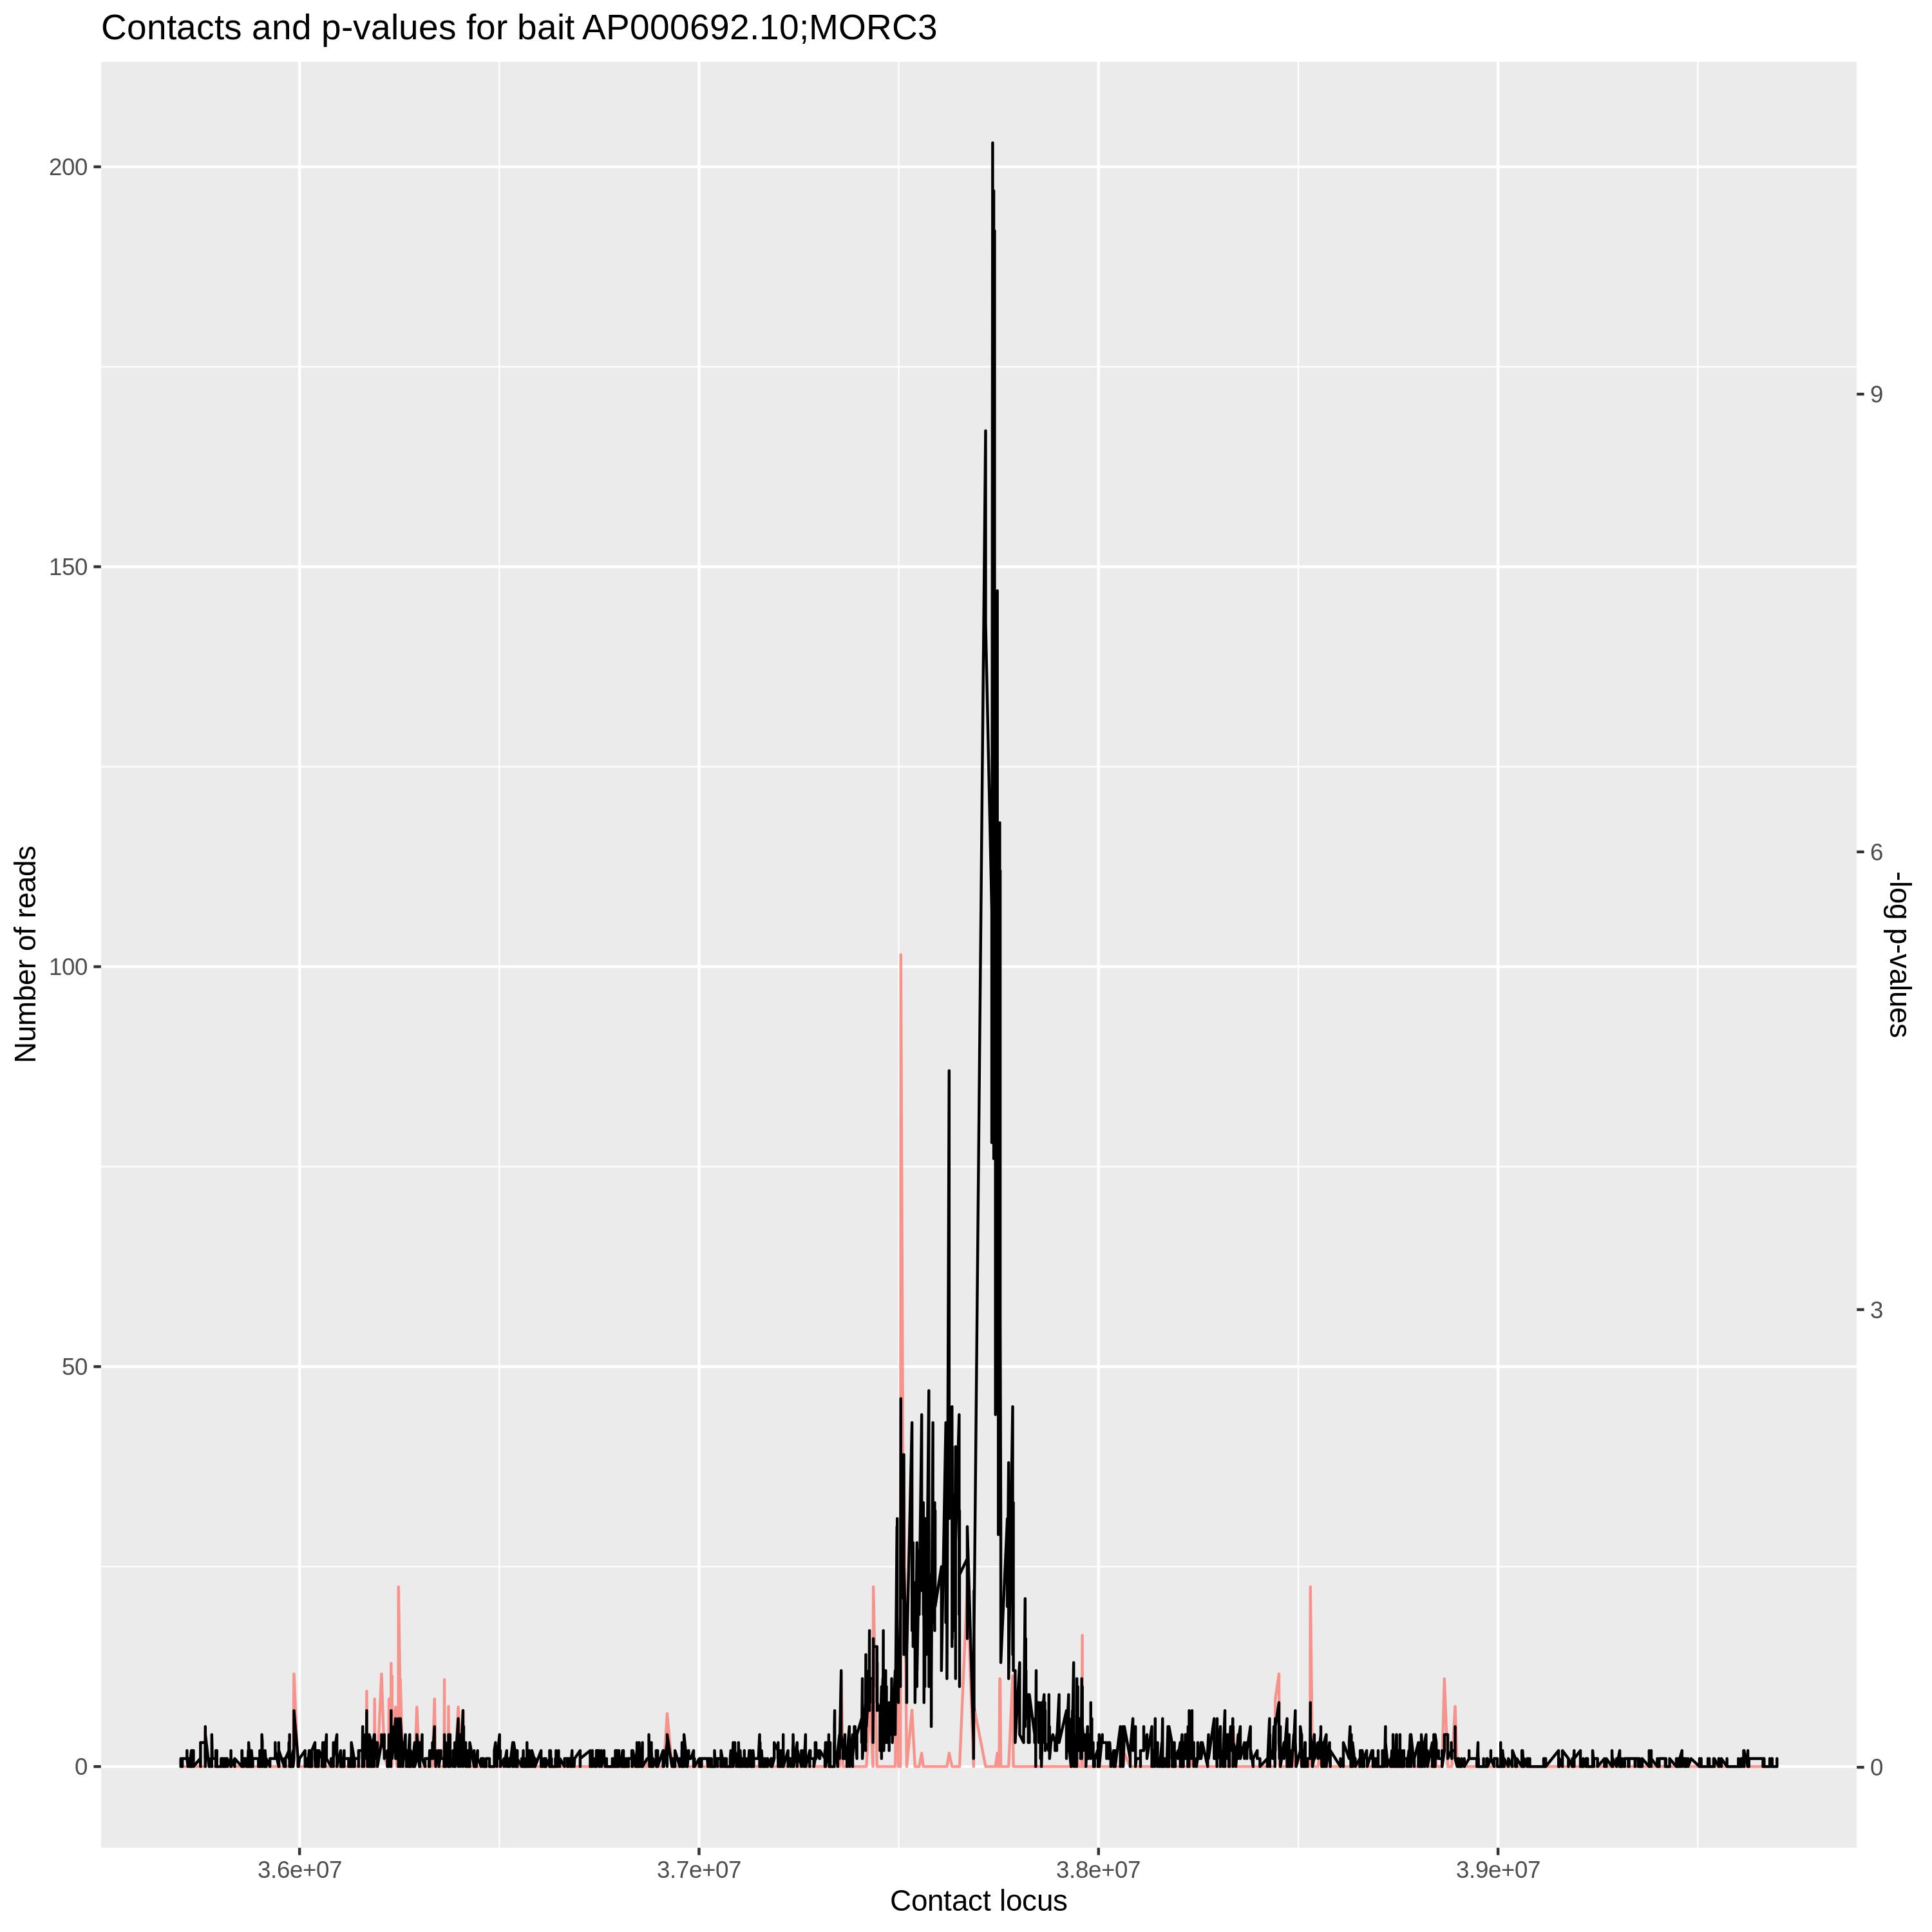 Contacts and p-values for bait AP000692.10;MORC3
200
150
100
50
0
Number of reads
9
6
3
0
-log p-values
3.6e+07
3.7e+07
3.8e+07
3.9e+07
Contact locus